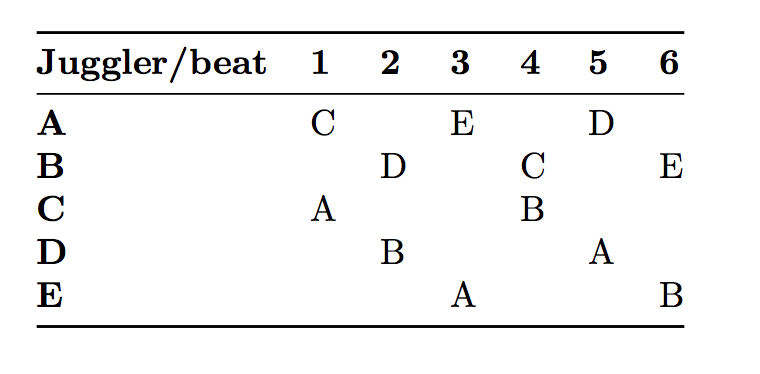 Juggler/beat 1 2 3 4 5 6
A C E D
B D C E
C A B
D B A
E A B